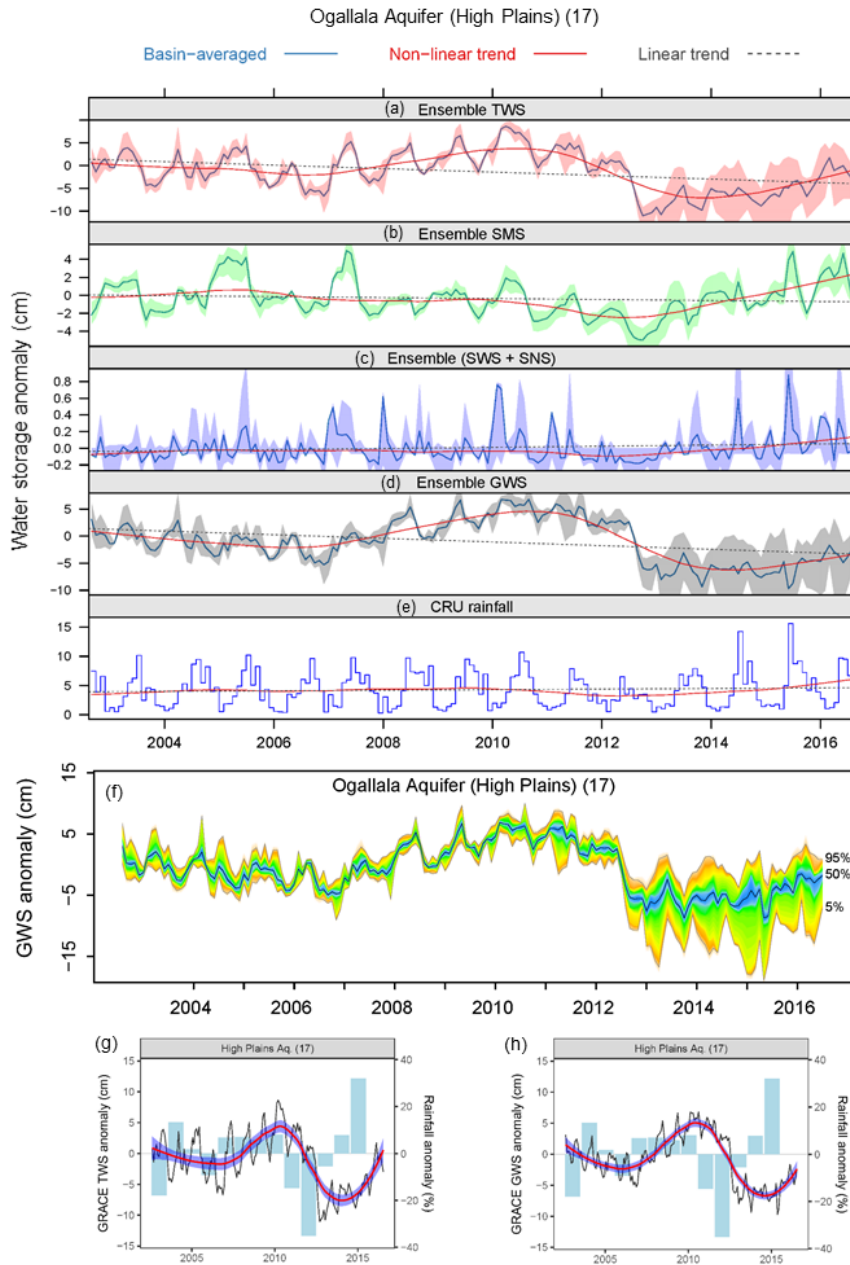 Ogallala Aquifer (High Plains) (17)
Basin−averaged Non−linear trend Linear trend
(a) Ensemble TWS
5
0
−5
−10
(b) Ensemble SMS
4
2
0
−2
−4
(c) Ensemble (SWS + SNS)
0.8
0.6
0.4
0.2
0.0
−0.2
(d) Ensemble GWS
5
0
−5
−10
(e) CRU rainfall
15
10
5
0
Water storage anomaly (cm)
2004 2006 2008 2010 2012 2014 2016
(f) Ogallala Aquifer (High Plains) (17)
GWS anomaly (cm)
15
5
−5
−15
95%
50%
5%
2004 2006 2008 2010 2012 2014 2016
(g)
High Plains Aq. (17)
GRACE TWS anomaly (cm)
15
10
5
0
−5
−10
−15
40
20
0
−20
−40
Rainfall anomaly (%)
2005 2010 2015
(h)
High Plains Aq. (17)
GRACE GWS anomaly (cm)
15
10
5
0
−5
−10
−15
40
20
0
−20
−40
Rainfall anomaly (%)
2005 2010 2015